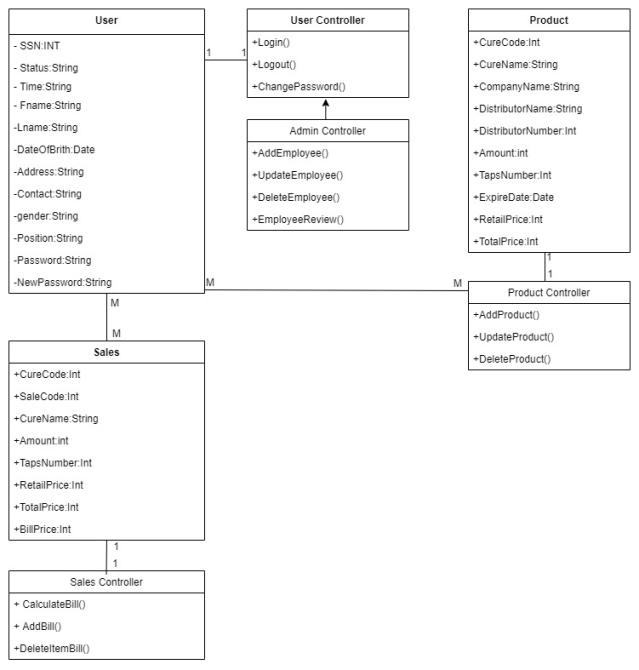 User
- SSN:INT
- Status:String
- Time:String
- Fname:String
-Lname:String
-DateOfBrith:Date
-Address:String
-Contact:String
-gender:String
-Position:String
-Password:String
-NewPassword:String
1
1
User Controller
+Login()
+Logout()
+ChangePassword()
Admin Controller
+AddEmployee()
+UpdateEmployee()
+DeleteEmployee()
+EmployeeReview()
Product
+CureCode:Int
+CureName:String
+CompanyName:String
+DistributorName:String
+DistributorNumber:Int
+Amount:int
+TapsNumber:Int
+ExpireDate:Date
+RetailPrice:Int
+TotalPrice:Int
1
1
M
M
Product Controller
+AddProduct()
+UpdateProduct()
+DeleteProduct()
M
M
Sales
+CureCode:Int
+SaleCode:Int
+CureName:String
+Amount:int
+TapsNumber:Int
+RetailPrice:Int
+TotalPrice:Int
+BillPrice:Int
1
1
Sales Controller
+ CalculateBill()
+ AddBill()
+DeleteItemBill()